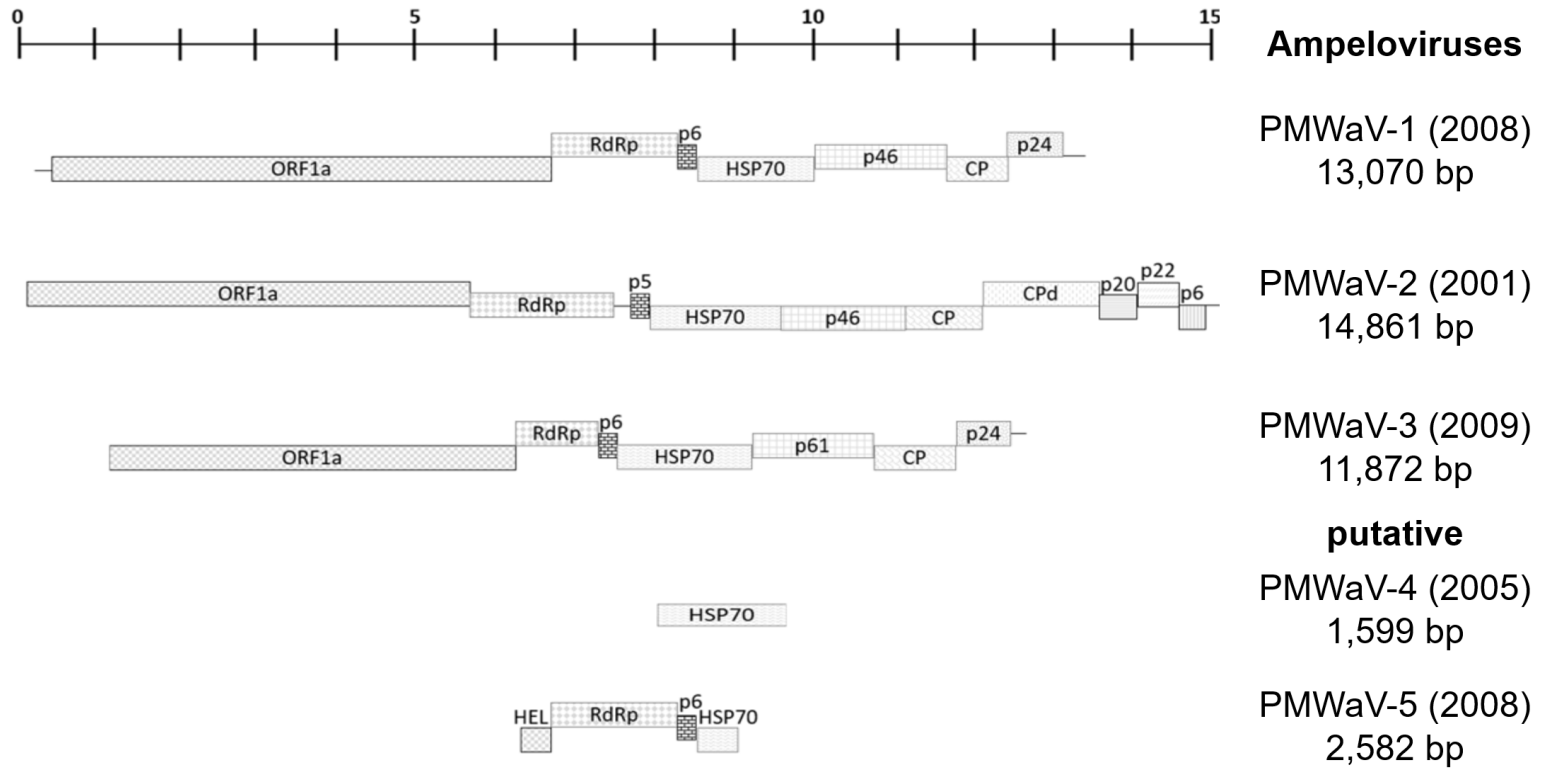 0 5 10 15
Ampeloviruses
RdRp p6 p24
ORF1a HSP70 p46 CP
PMWaV-1 (2008)
13,070 bp
ORF1a RdRp p5 HSP70 p46 CP CPd p20 p22 p6
PMWaV-2 (2001)
14,861 bp
ORF1a RdRp p6 HSP70 p61 CP p24
PMWaV-3 (2009)
11,872 bp
putative
HSP70
PMWaV-4 (2005)
1,599 bp
HEL RdRp p6 HSP70
PMWaV-5 (2008)
2,582 bp